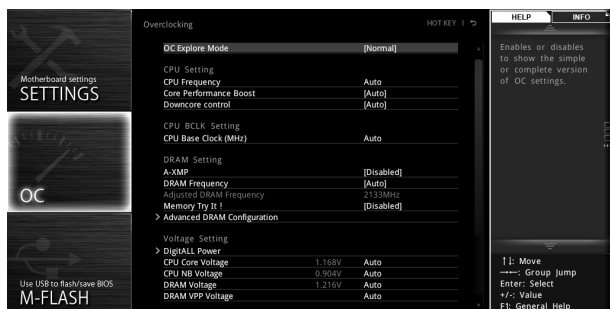 Overclocking
HOT KEY
HELP
INFO
Motherboard settings
SETTINGS
OC
Use USB to flash/save BIOS
M-FLASH
OC Explore Mode [Normal]
CPU Setting
CPU Frequency Auto
Core Performance Boost [Auto]
Downcore control [Auto]
CPU BCLK Setting
CPU Base Clock (MHz) Auto
DRAM Setting
A-XMP [Disabled]
DRAM Frequency [Auto]
Adjusted DRAM Frequency 2133MHz
Memory Try It ! [Disabled]
> Advanced DRAM Configuration
Voltage Setting
> DigitALL Power
CPU Core Voltage 1.168V Auto
CPU NB Voltage 0.904V Auto
DRAM Voltage 1.216V Auto
DRAM VPP Voltage Auto
Enables or disables
to show the simple
or complete version
of OC settings.
↑↓: Move
→←: Group Jump
Enter: Select
+/-: Value
F1: General Help